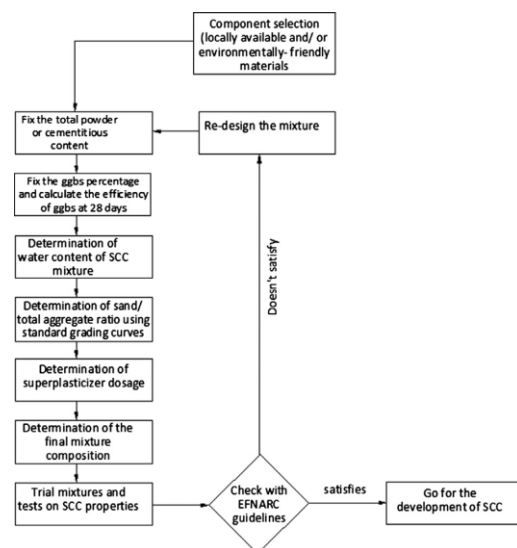 Component selection
(locally available and/ or
environmentally- friendly
materials
Fix the total powder
or cementitious
content
Re-design the mixture
Fix the ggbs percentage
and calculate the efficiency
of ggbs at 28 days
Determination of
water content of SCC
mixture
Doesn't satisfy
Determination of sand/
total aggregate ratio using
standard grading curves
Determination of
superplasticizer dosage
Determination of the
final mixture
composition
Trial mixtures and
tests on SCC properties
Check with
EFNARC
guidelines
satisfies
Go for the
development of SCC